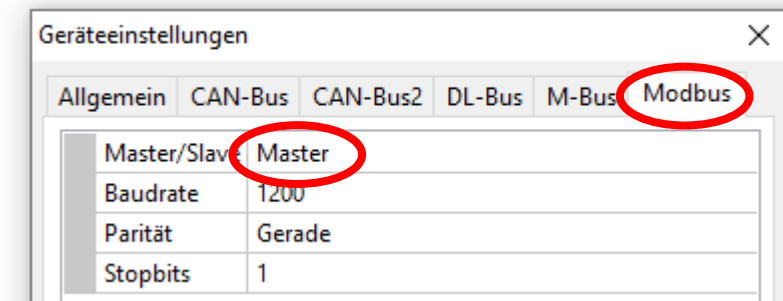 Geräteeinstellungen
Allgemein CAN-Bus CAN-Bus2 DL-Bus M-Bus Modbus
Master/Slave Master
Baudrate 1200
Parität Gerade
Stopbits 1